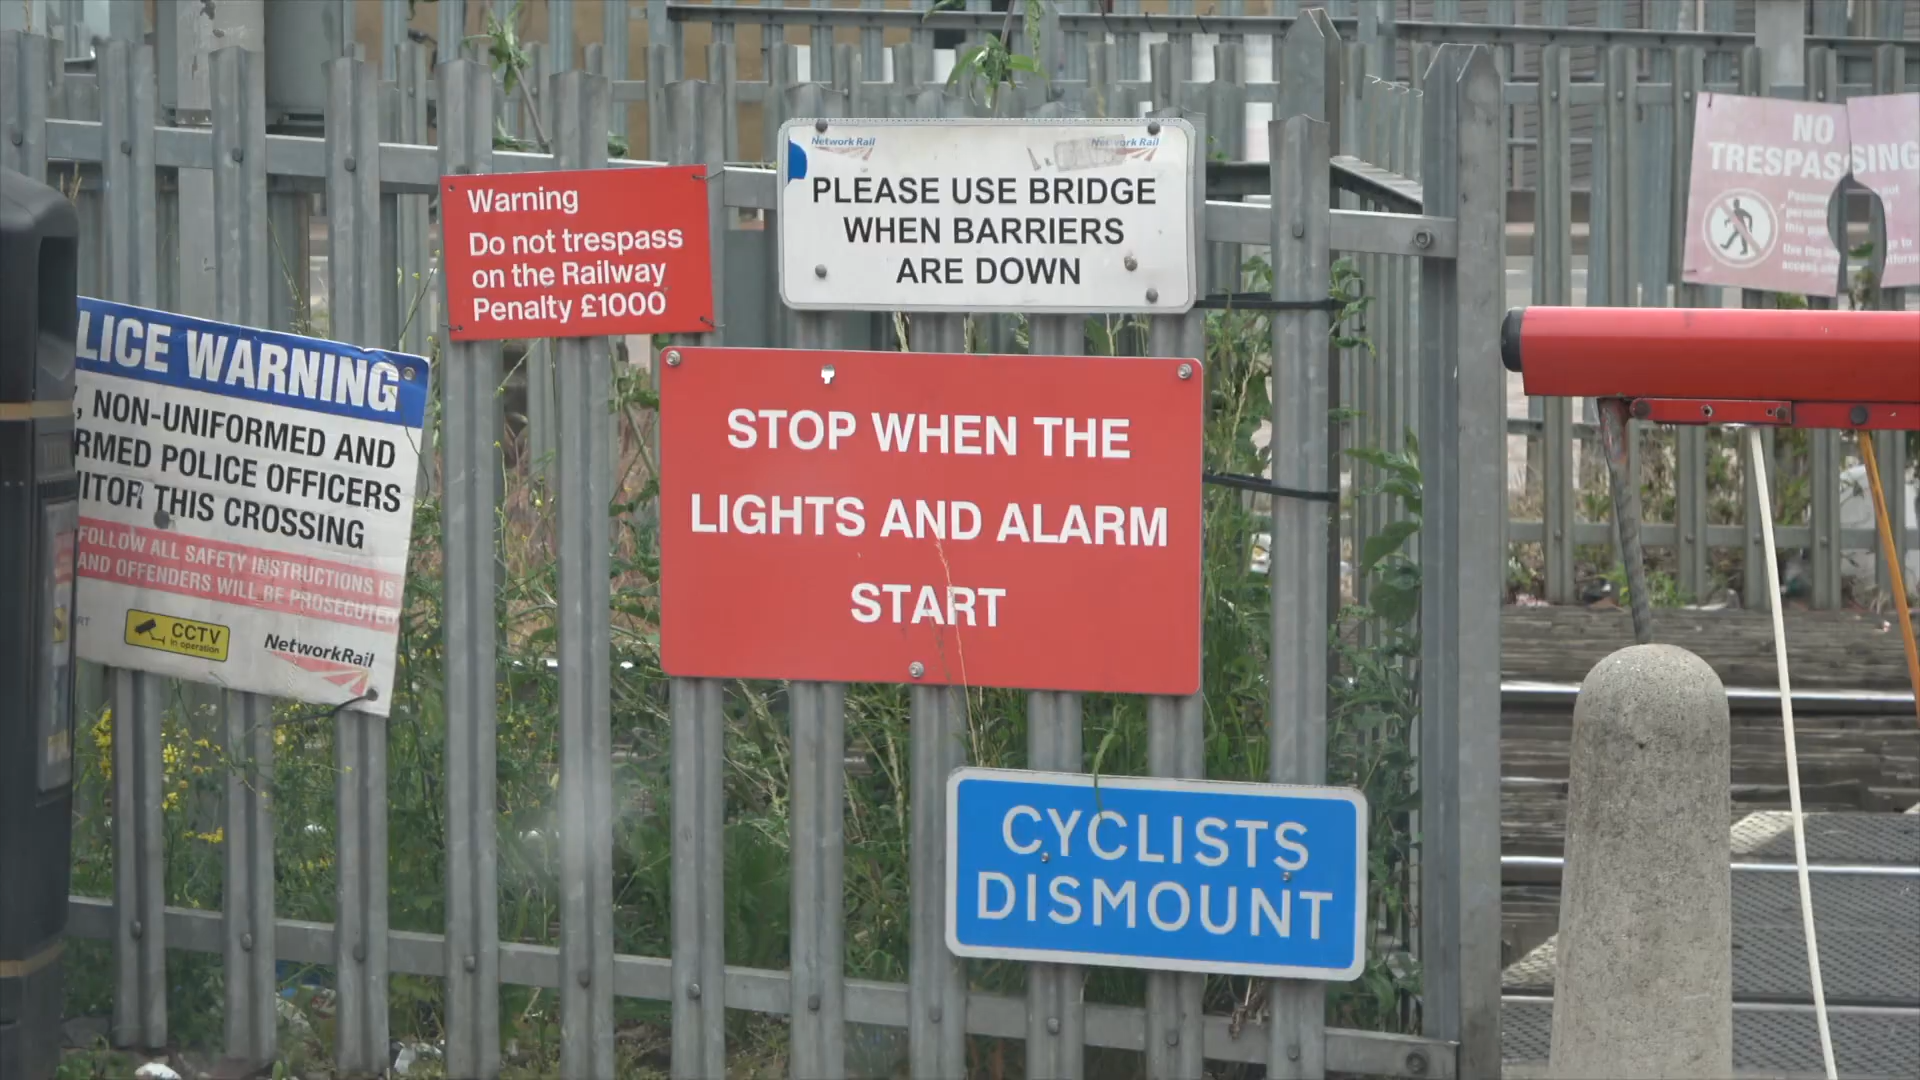 LICE WARNING
, NON-UNIFORMED AND
RMED POLICE OFFICERS
ITOR THIS CROSSING
FOLLOW ALL SAFETY INSTRUCTIONS IS
AND OFFENDERS WILL BE PROSECUTED
RT
CCTV
in operation
NetworkRail
Warning
Do not trespass
on the Railway
Penalty £1000
Network Rail
Network Rail
PLEASE USE BRIDGE
WHEN BARRIERS
ARE DOWN
STOP WHEN THE
LIGHTS AND ALARM
START
CYCLISTS
DISMOUNT
NO
TRESPASSING